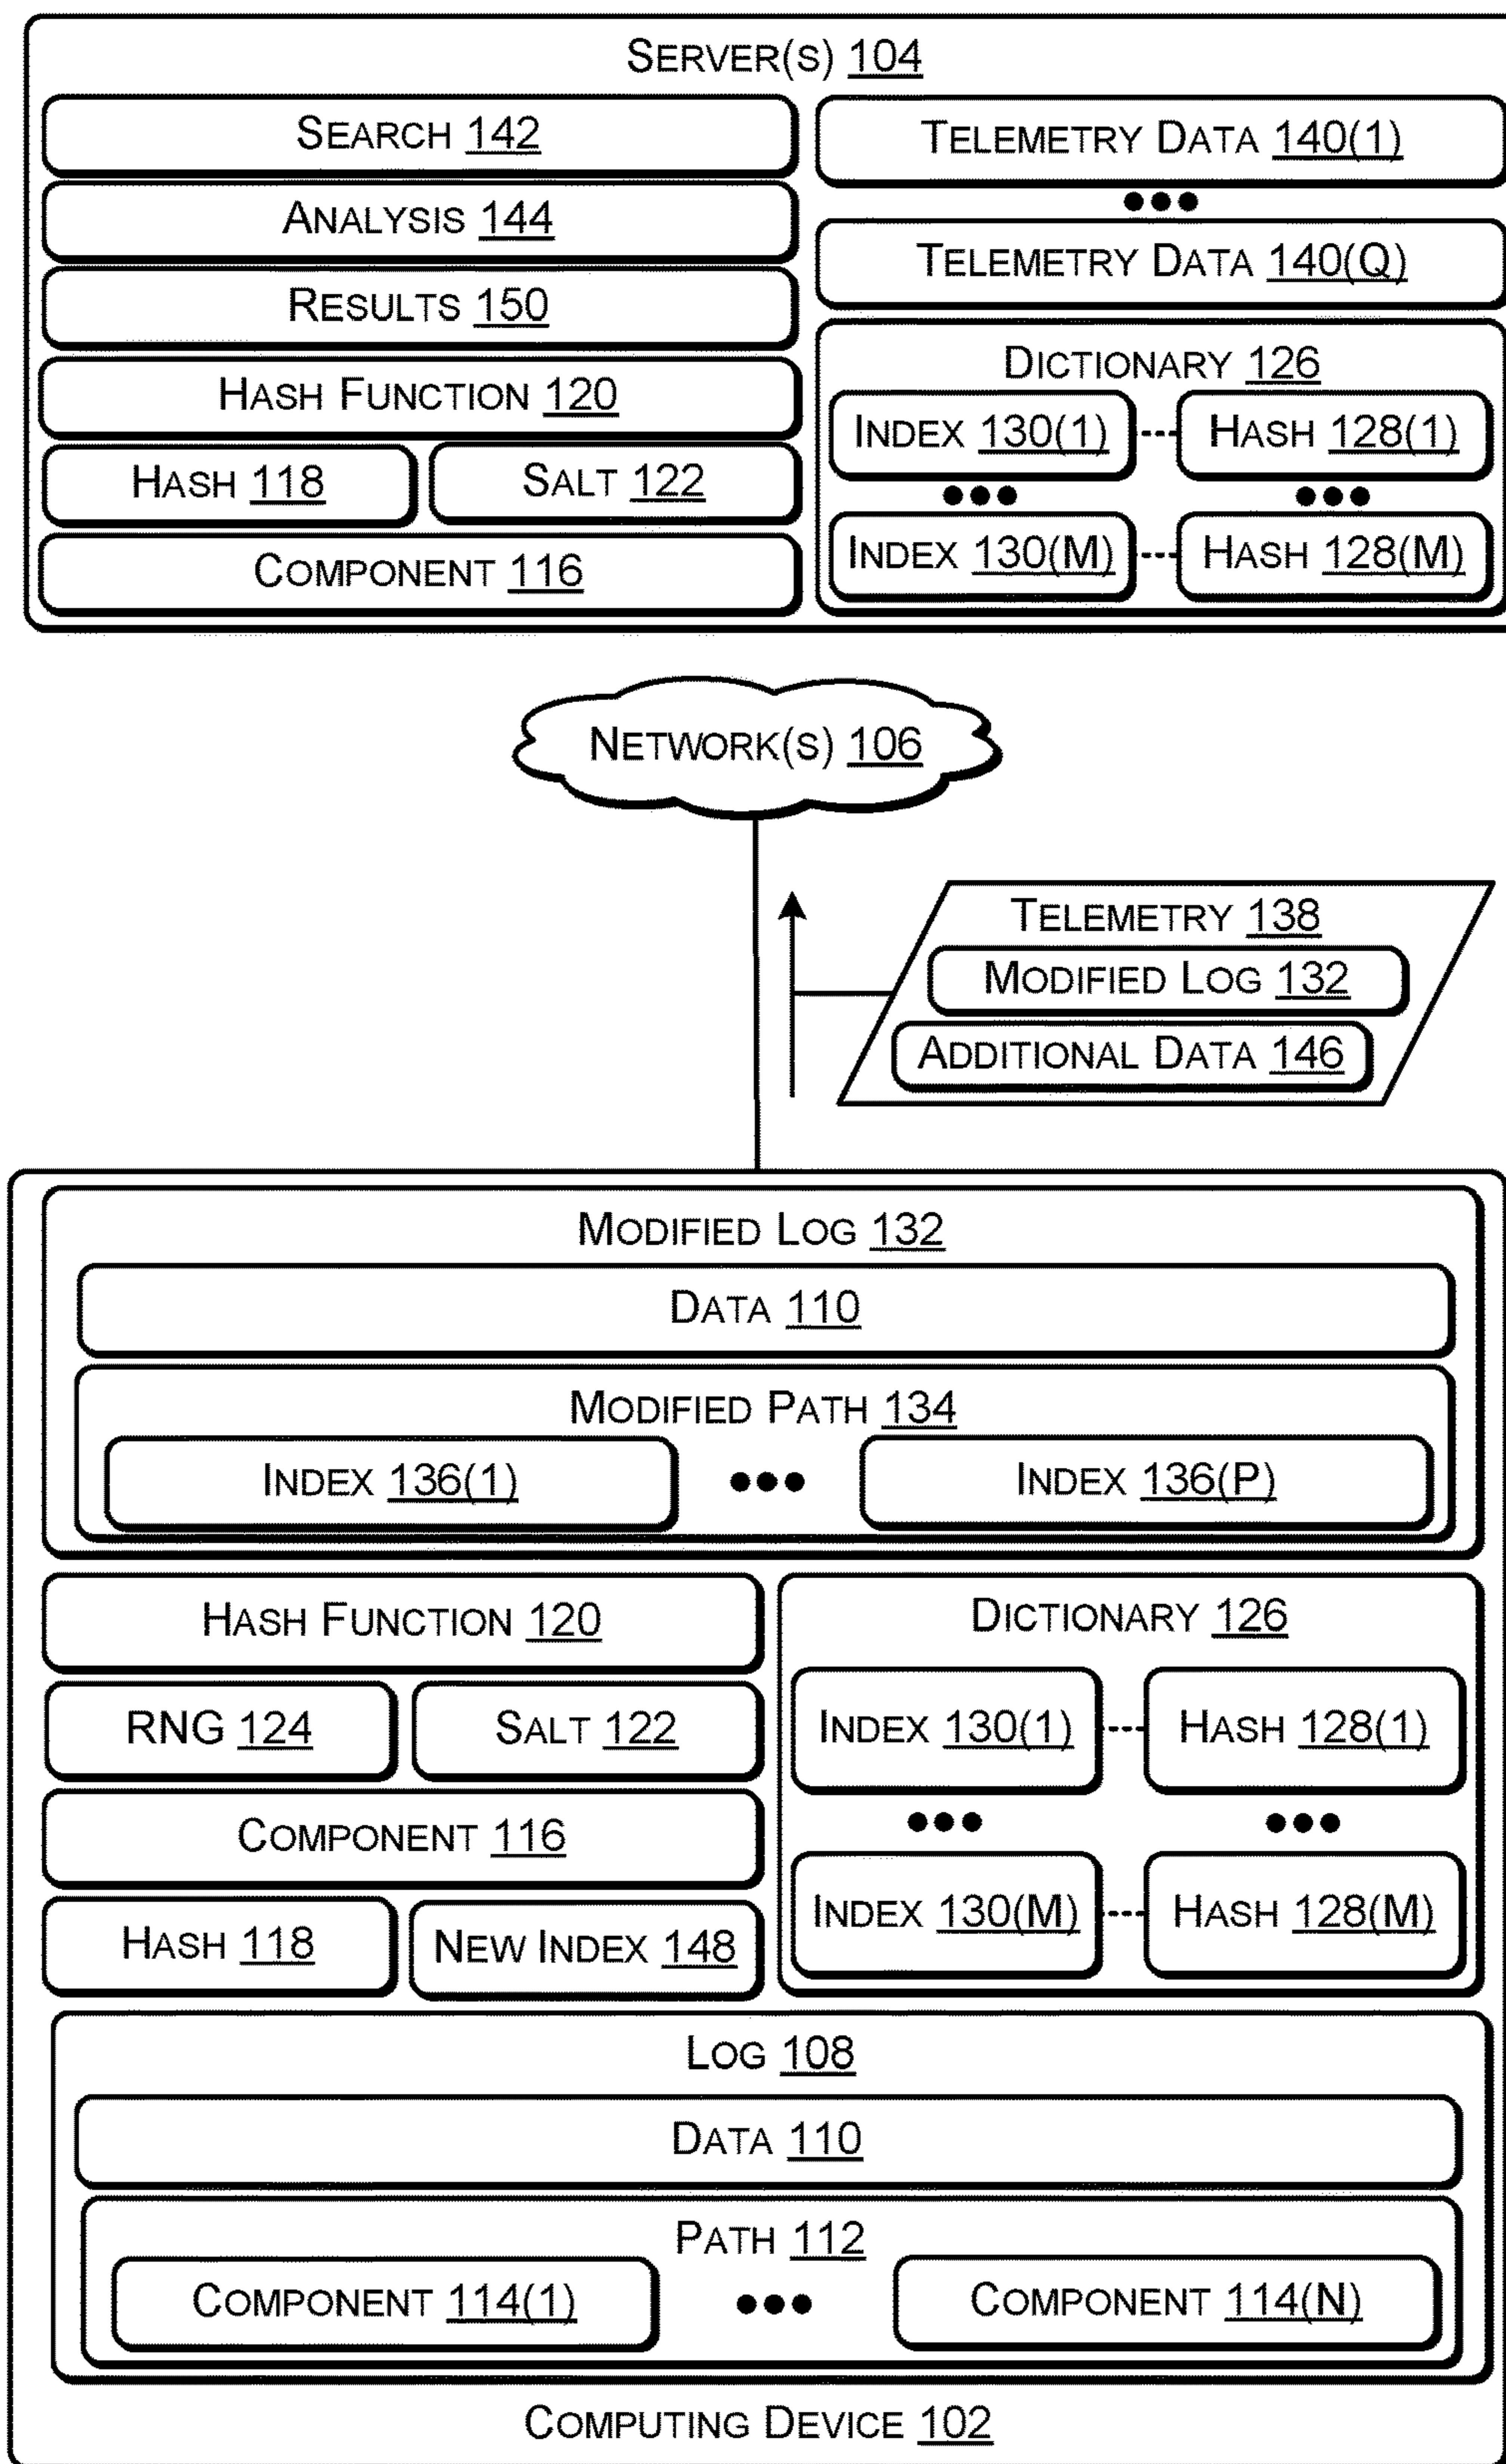 SERVER(S) 104
SEARCH 142
ANALYSIS 144
RESULTS 150
HASH FUNCTION 120
HASH 118 SALT 122
COMPONENT 116
TELEMETRY DATA 140(1)
●●●
TELEMETRY DATA 140(Q)
DICTIONARY 126
INDEX 130(1) HASH 128(1)
●●● ●●●
INDEX 130(M) HASH 128(M)
NETWORK(S) 106
TELEMETRY 138
MODIFIED LOG 132
ADDITIONAL DATA 146
MODIFIED LOG 132
DATA 110
MODIFIED PATH 134
INDEX 136(1) ●●● INDEX 136(P)
HASH FUNCTION 120
RNG 124 SALT 122
COMPONENT 116
HASH 118 NEW INDEX 148
DICTIONARY 126
INDEX 130(1) HASH 128(1)
●●● ●●●
INDEX 130(M) HASH 128(M)
LOG 108
DATA 110
PATH 112
COMPONENT 114(1) ●●● COMPONENT 114(N)
COMPUTING DEVICE 102